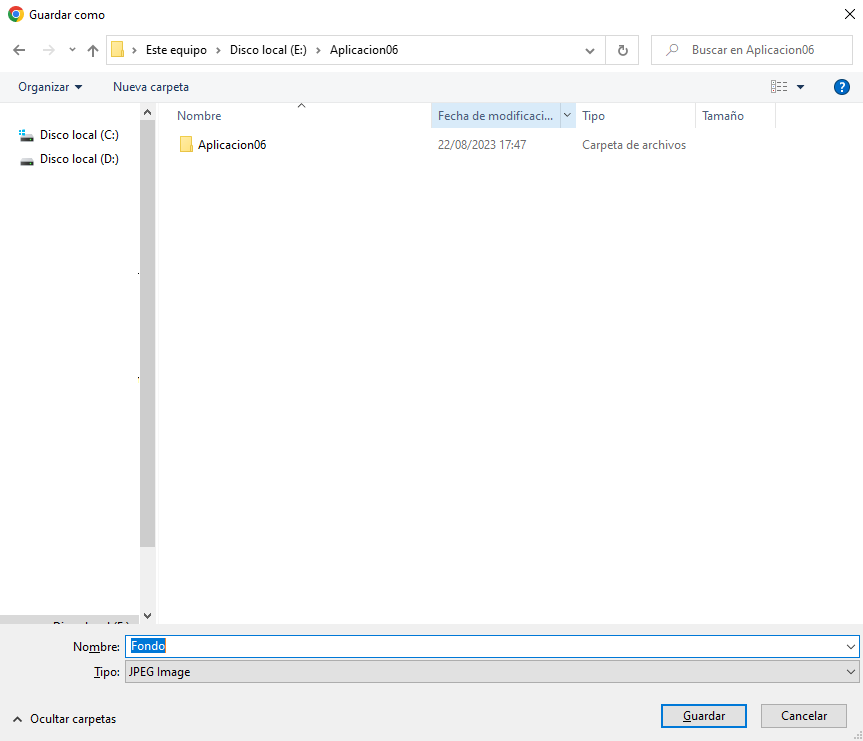 Guardar como
Este equipo > Disco local (E:) > Aplicacion06
Buscar en Aplicacion06
Organizar
Nueva carpeta
?
Nombre
Fecha de modificaci...
Tipo
Tamaño
Disco local (C:)
Disco local (D:)
Aplicacion06
22/08/2023 17:47
Carpeta de archivos
Nombre: Fondo
Tipo: JPEG Image
Ocultar carpetas
Guardar
Cancelar